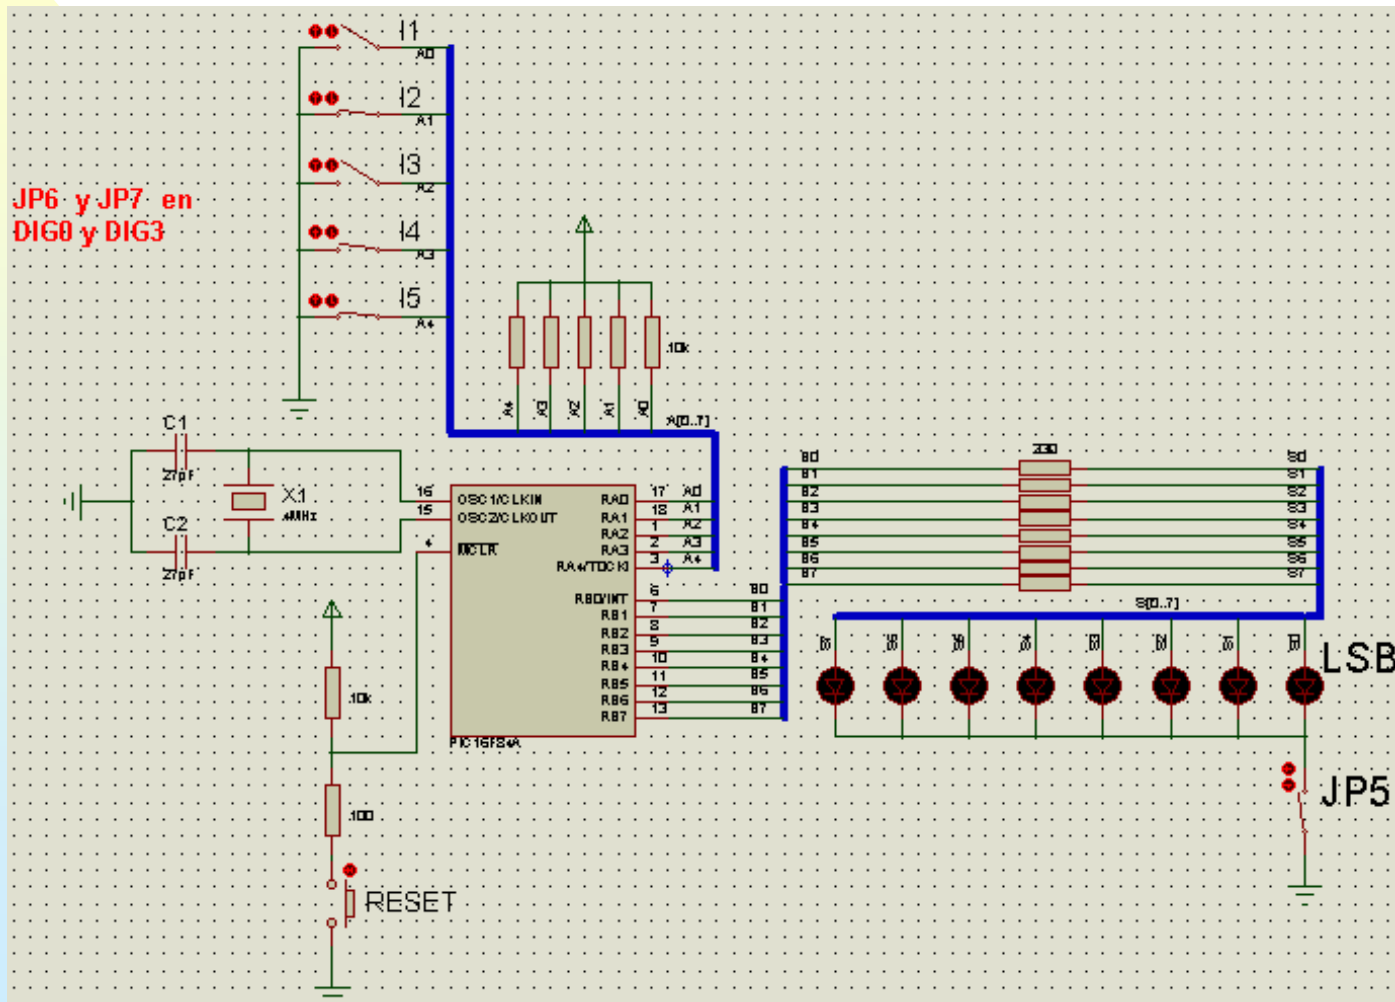 I1
A0
I2
A1
I3
A2
JP6 y JP7 en
DIG0 y DIG3
I4
A3
I5
A4
10k
A4 A3 A2 A1 A0
A[0..7]
C1
27pF
X1
4MHz
C2
27pF
16 OSC1/CLKIN
15 OSC2/CLKOUT
4 MCLR
RA0 17 A0
RA1 18 A1
RA2 1 A2
RA3 2 A3
RA4/T0CKI 3 A4
RB0/INT 6 B0
RB1 7 B1
RB2 8 B2
RB3 9 B3
RB4 10 B4
RB5 11 B5
RB6 12 B6
RB7 13 B7
PIC16F84A
330
B0 S0
B1 S1
B2 S2
B3 S3
B4 S4
B5 S5
B6 S6
B7 S7
S[0..7]
LSB
JP5
10k
100
RESET